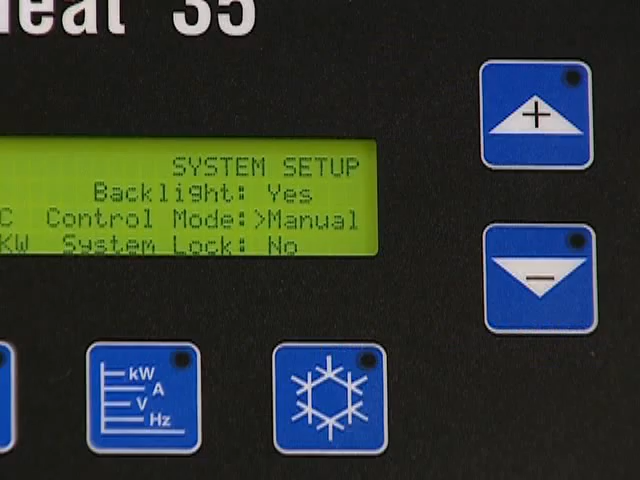 eat 35
SYSTEM SETUP
Backlight: Yes
C Control Mode:>Manual
KW System Lock: No
+
−
kW
A
V
Hz